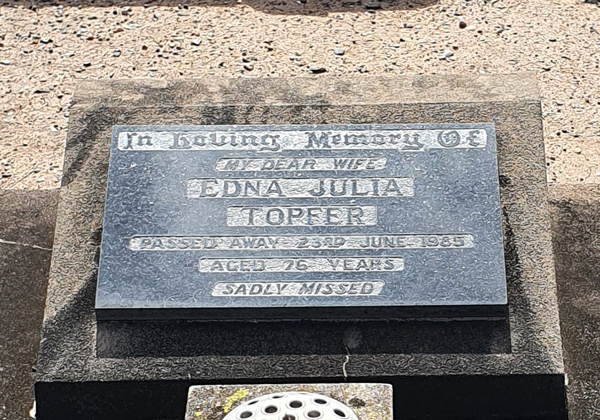 In Loving Memory Of
MY DEAR WIFE
EDNA JULIA
TOPFER
PASSED AWAY 23RD JUNE 1985
AGED 76 YEARS
SADLY MISSED